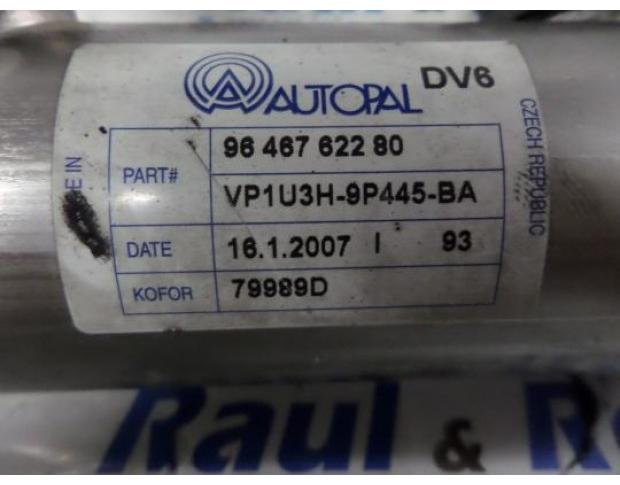 AUTOPAL DV6
E IN
CZECH REPUBLIC
PART# 96 467 622 80
VP1U3H-9P445-BA
DATE 16.1.2007 I 93
KOFOR 79989D
Raul &